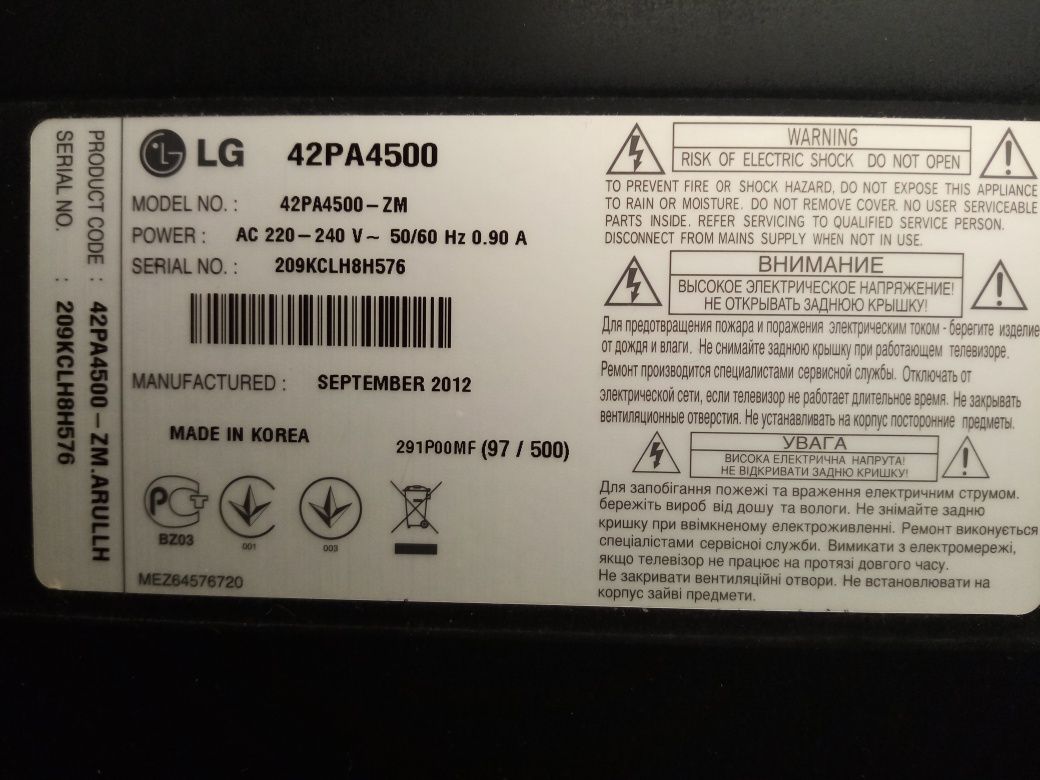 PRODUCT CODE : 42PA4500-ZM.ARULLH
SERIAL NO. : 209KCLH8H576
LG 42PA4500
MODEL NO. : 42PA4500-ZM
POWER : AC 220-240 V~ 50/60 Hz 0.90 A
SERIAL NO. : 209KCLH8H576
MANUFACTURED : SEPTEMBER 2012
MADE IN KOREA
291P00MF (97 / 500)
РСТ
BZ03
001
003
MEZ64576720
WARNING
RISK OF ELECTRIC SHOCK DO NOT OPEN
TO PREVENT FIRE OR SHOCK HAZARD, DO NOT EXPOSE THIS APPLIANCE
TO RAIN OR MOISTURE. DO NOT REMOVE COVER. NO USER SERVICEABLE
PARTS INSIDE. REFER SERVICING TO QUALIFIED SERVICE PERSON.
DISCONNECT FROM MAINS SUPPLY WHEN NOT IN USE.
ВНИМАНИЕ
ВЫСОКОЕ ЭЛЕКТРИЧЕСКОЕ НАПРЯЖЕНИЕ!
НЕ ОТКРЫВАТЬ ЗАДНЮЮ КРЫШКУ!
Для предотвращения пожара и поражения электрическим током - берегите изделие
от дождя и влаги. Не снимайте заднюю крышку при работающем телевизоре.
Ремонт производится специалистами сервисной службы. Отключать от
электрической сети, если телевизор не работает длительное время. Не закрывать
вентиляционные отверстия. Не устанавливать на корпус посторонние предметы.
УВАГА
ВИСОКА ЕЛЕКТРИЧНА НАПРУГА!
НЕ ВІДКРИВАТИ ЗАДНЮ КРИШКУ!
Для запобігання пожежі та враження електричним струмом.
бережіть виріб від дошу та вологи. Не знімайте задню
кришку при ввімкненому електроживленні. Ремонт виконується
спеціалістами сервісної служби. Вимикати з електромережі,
якщо телевізор не працює на протязі довгого часу.
Не закривати вентиляційні отвори. Не встановлювати на
корпус зайві предмети.